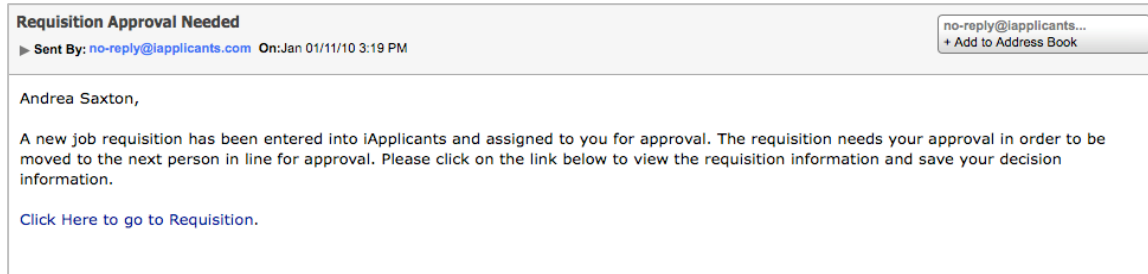 Requisition Approval Needed
Sent By: no-reply@iapplicants.com On:Jan 01/11/10 3:19 PM
no-reply@iapplicants...
+ Add to Address Book
Andrea Saxton,
A new job requisition has been entered into iApplicants and assigned to you for approval. The requisition needs your approval in order to be
moved to the next person in line for approval. Please click on the link below to view the requisition information and save your decision
information.
Click Here to go to Requisition.